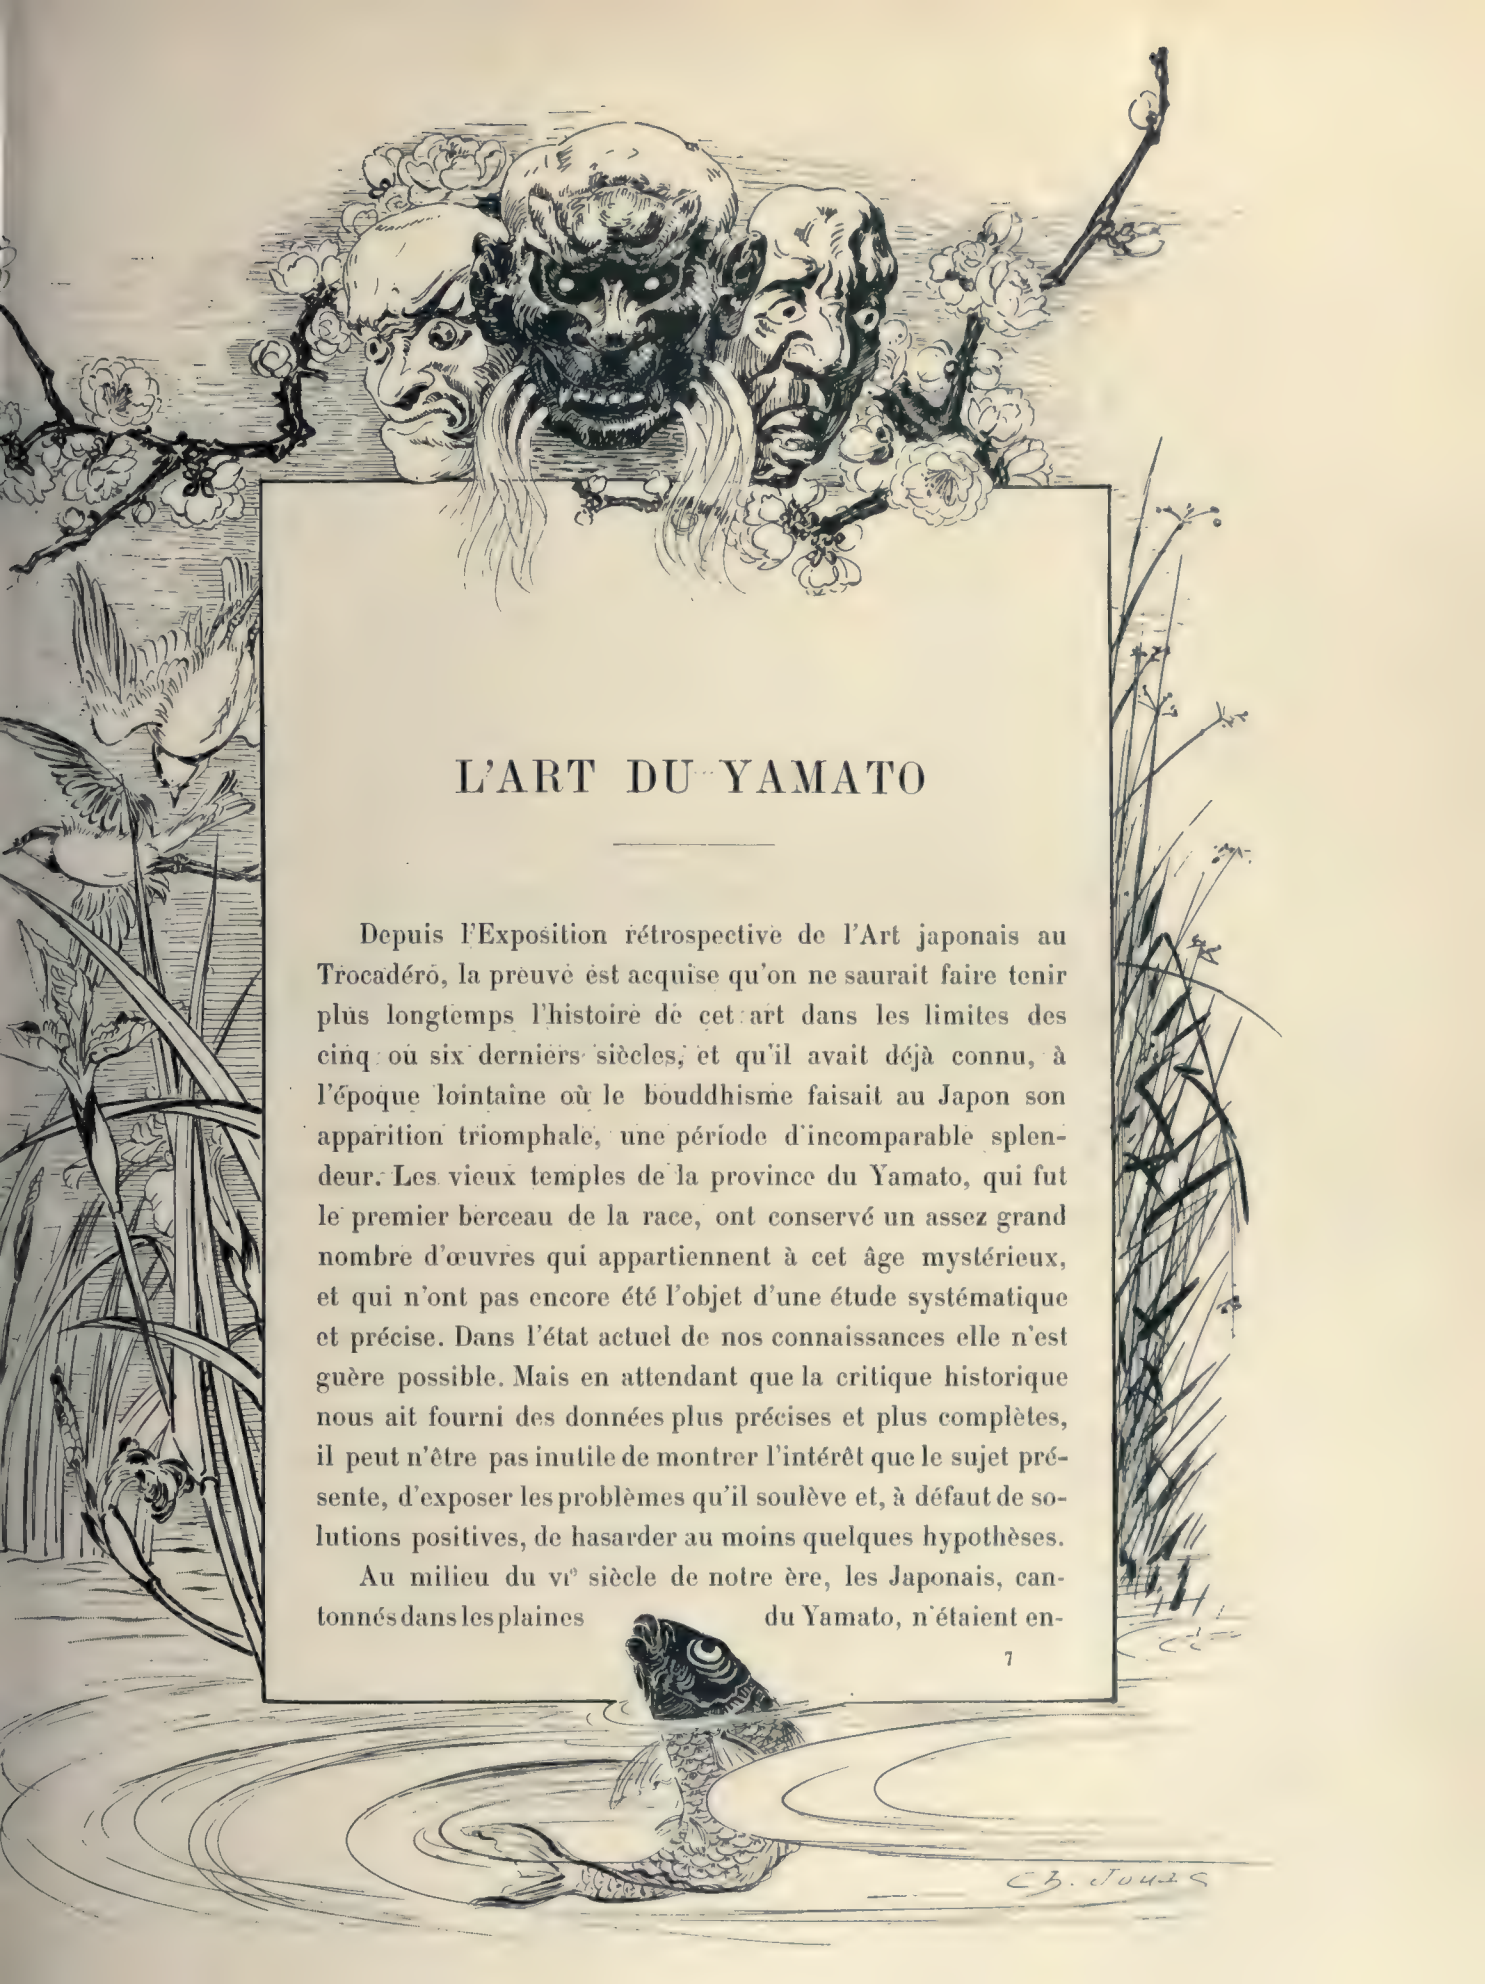 L'ART DU YAMATO
Depuis l'Exposition rétrospective de l'Art japonais au
Trocadéro, la preuve est acquise qu'on ne saurait faire tenir
plus longtemps l'histoire de cet art dans les limites des
cinq ou six derniers siècles, et qu'il avait déjà connu, à
l'époque lointaine où le bouddhisme faisait au Japon son
apparition triomphale, une période d'incomparable splen-
deur. Les vieux temples de la province du Yamato, qui fut
le premier berceau de la race, ont conservé un assez grand
nombre d'œuvres qui appartiennent à cet âge mystérieux,
et qui n'ont pas encore été l'objet d'une étude systématique
et précise. Dans l'état actuel de nos connaissances elle n'est
guère possible. Mais en attendant que la critique historique
nous ait fourni des données plus précises et plus complètes,
il peut n'être pas inutile de montrer l'intérêt que le sujet pré-
sente, d'exposer les problèmes qu'il soulève et, à défaut de so-
lutions positives, de hasarder au moins quelques hypothèses.
Au milieu du VIe siècle de notre ère, les Japonais, can-
tonnés dans les plaines du Yamato, n'étaient en-
7
Ch.